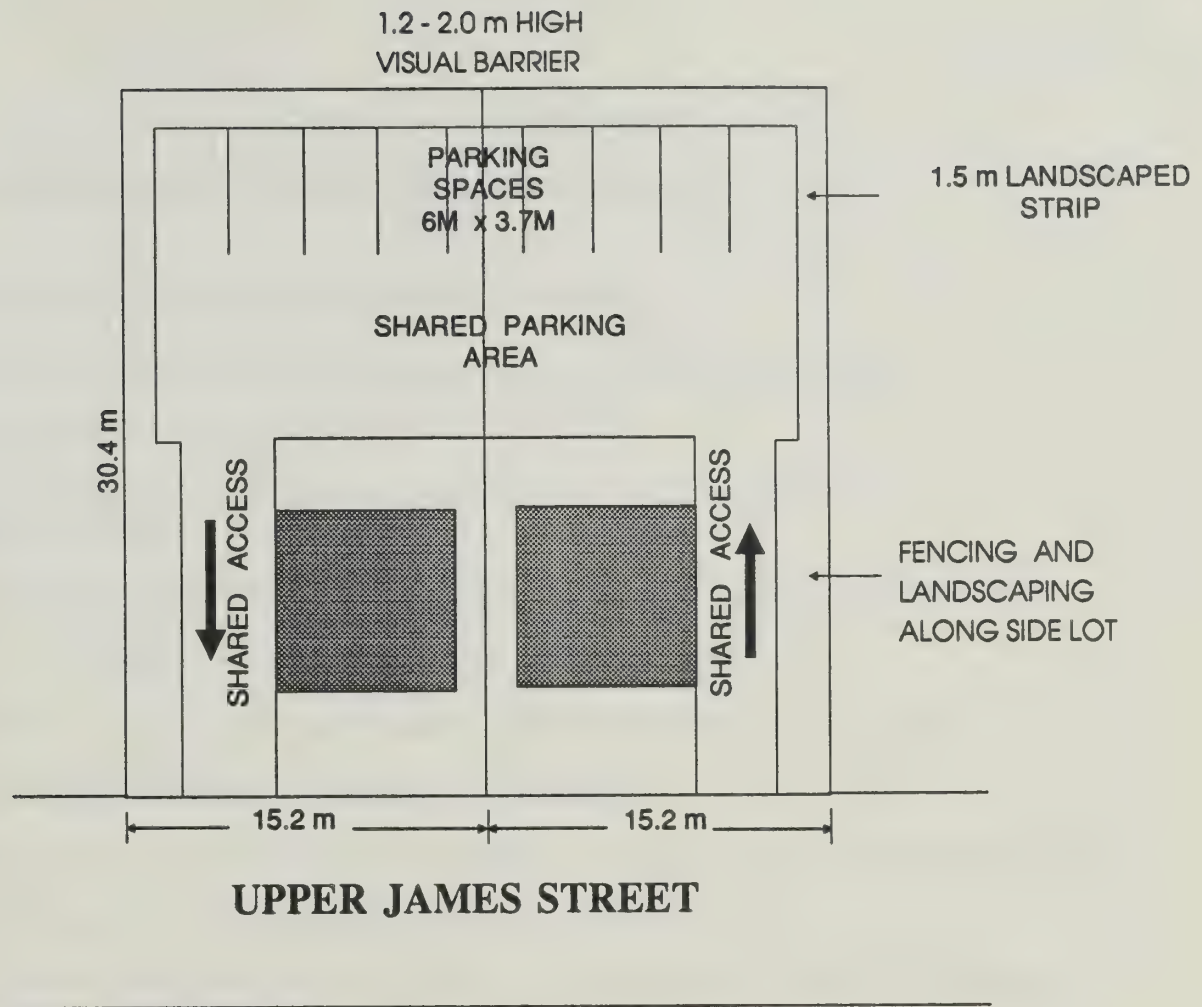 1.2 - 2.0 m HIGH
VISUAL BARRIER
PARKING
SPACES
6M x 3.7M
1.5 m LANDSCAPED
STRIP
SHARED PARKING
AREA
30.4 m
SHARED ACCESS
SHARED ACCESS
FENCING AND
LANDSCAPING
ALONG SIDE LOT
15.2 m
15.2 m
UPPER JAMES STREET